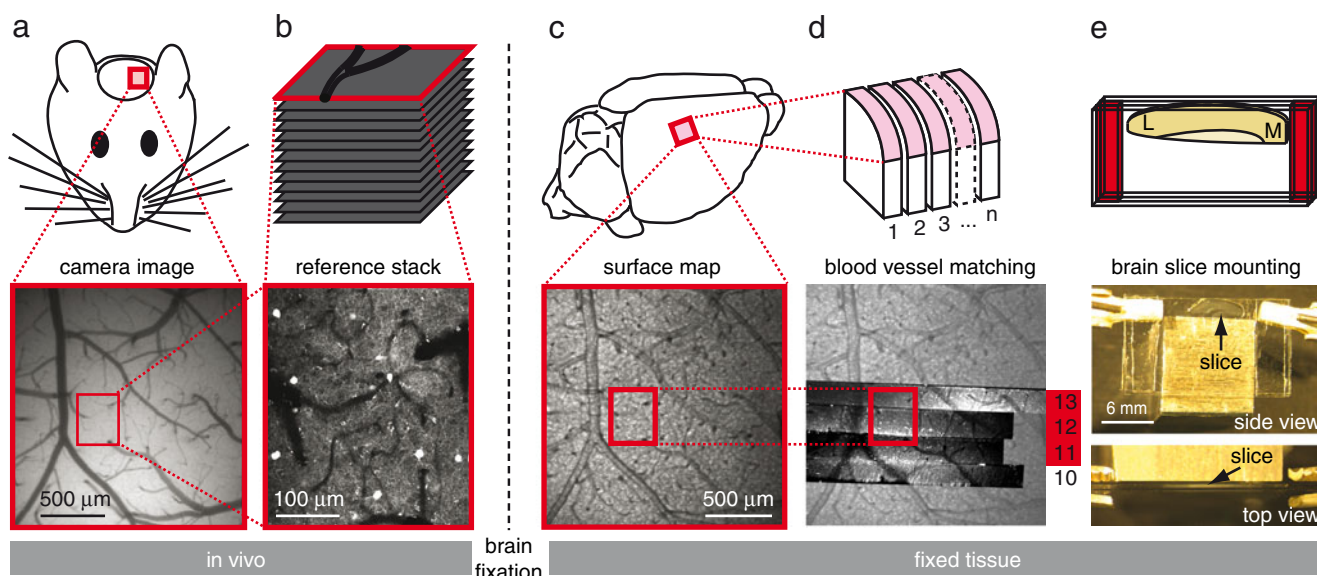 a
b
c
d
e
L
M
1 2 3 ... n
camera image
reference stack
surface map
blood vessel matching
brain slice mounting
500 μm
100 μm
500 μm
13
12
11
10
slice
6 mm
side view
slice
top view
in vivo
brain
fixation
fixed tissue